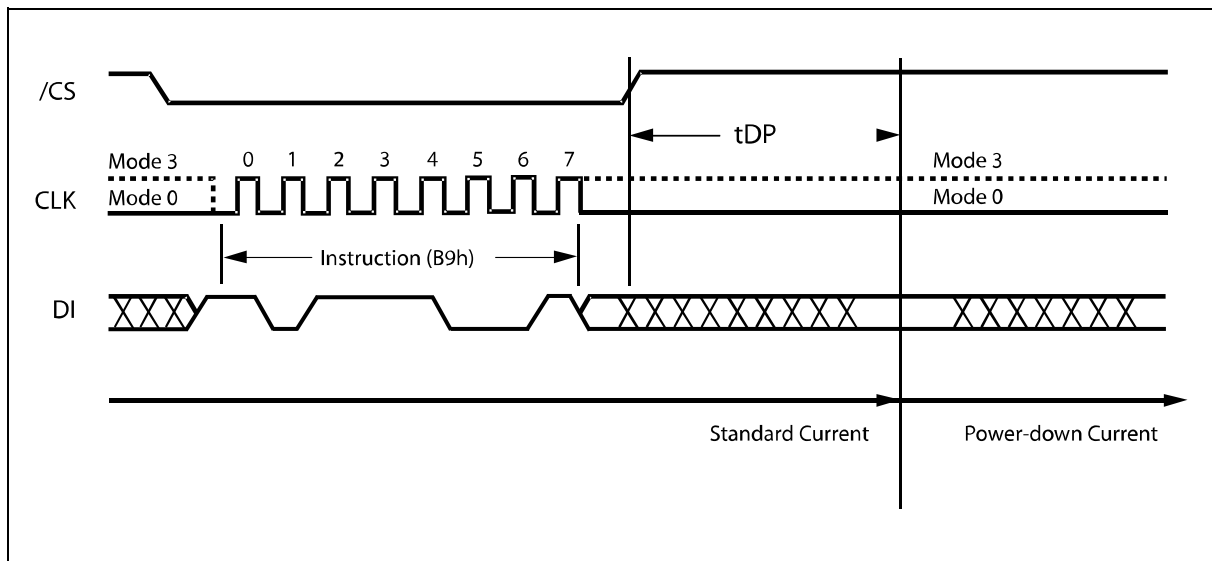 /CS
tDP
Mode 3 0 1 2 3 4 5 6 7 Mode 3
CLK Mode 0 Mode 0
Instruction (B9h)
DI
Standard Current Power-down Current